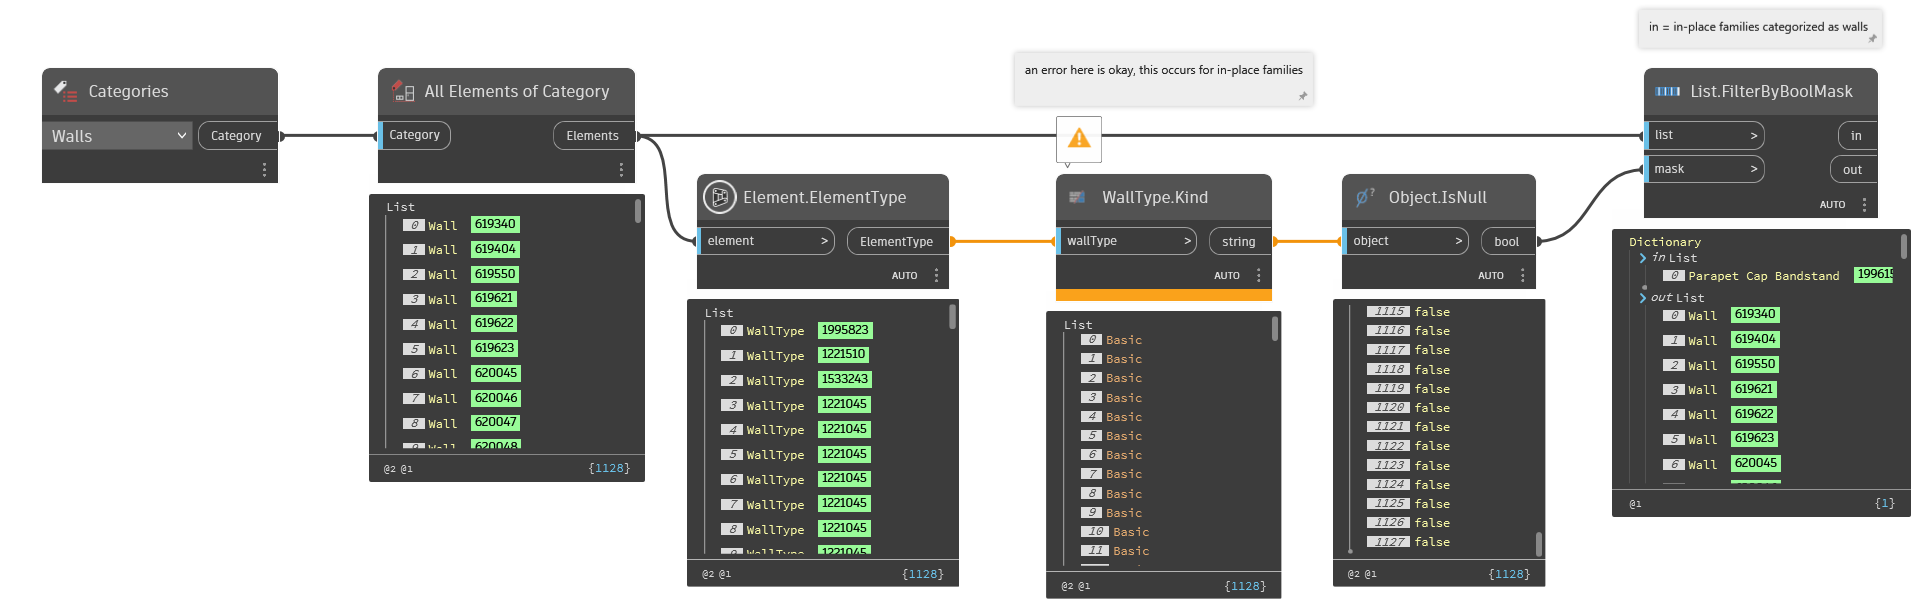 in = in-place families categorized as walls
an error here is okay, this occurs for in-place families
Categories
Walls
Category
All Elements of Category
Category
Elements
List
0 Wall 619340
1 Wall 619404
2 Wall 619550
3 Wall 619621
4 Wall 619622
5 Wall 619623
6 Wall 620045
7 Wall 620046
8 Wall 620047
9 Wall 620048
@2 @1 {1128}
Element.ElementType
element >
ElementType
AUTO
List
0 WallType 1995823
1 WallType 1221510
2 WallType 1533243
3 WallType 1221045
4 WallType 1221045
5 WallType 1221045
6 WallType 1221045
7 WallType 1221045
8 WallType 1221045
9 WallType 1221045
@2 @1 {1128}
WallType.Kind
wallType >
string
AUTO
List
0 Basic
1 Basic
2 Basic
3 Basic
4 Basic
5 Basic
6 Basic
7 Basic
8 Basic
9 Basic
10 Basic
11 Basic
@2 @1 {1128}
Object.IsNull
object >
bool
AUTO
1115 false
1116 false
1117 false
1118 false
1119 false
1120 false
1121 false
1122 false
1123 false
1124 false
1125 false
1126 false
1127 false
@2 @1 {1128}
List.FilterByBoolMask
list >
in
mask >
out
AUTO
Dictionary
in List
0 Parapet Cap Bandstand
out List
0 Wall 619340
1 Wall 619404
2 Wall 619550
3 Wall 619621
4 Wall 619622
5 Wall 619623
6 Wall 620045
@1 {1}